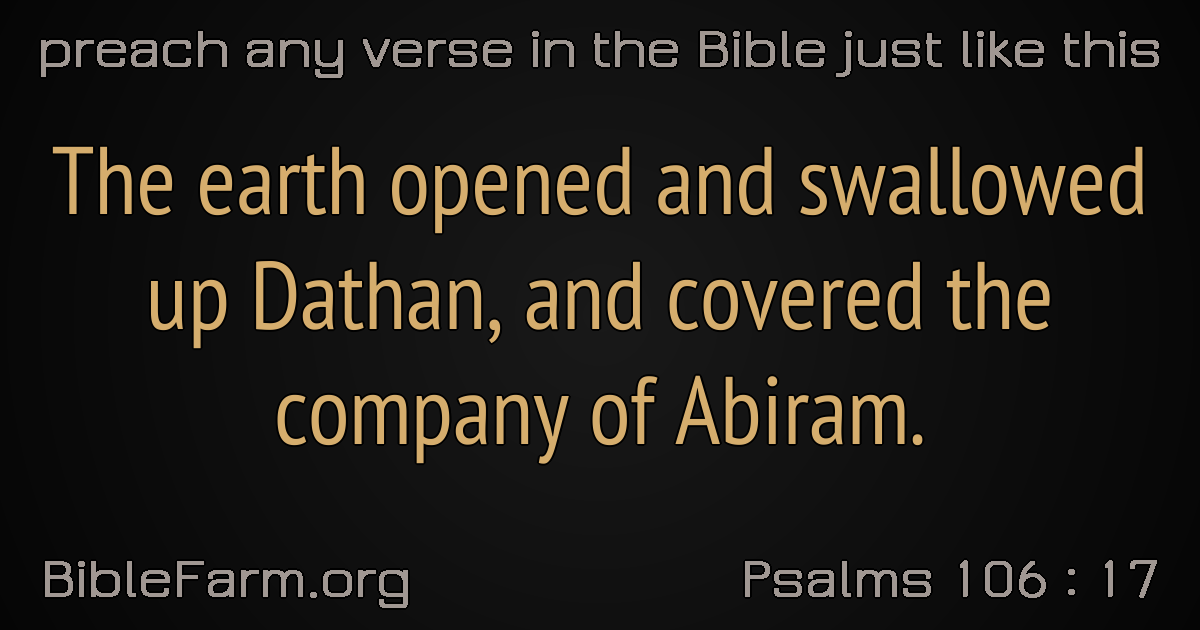 preach any verse in the Bible just like this
The earth opened and swallowed
up Dathan, and covered the
company of Abiram.
BibleFarm.org
Psalms 106 : 17